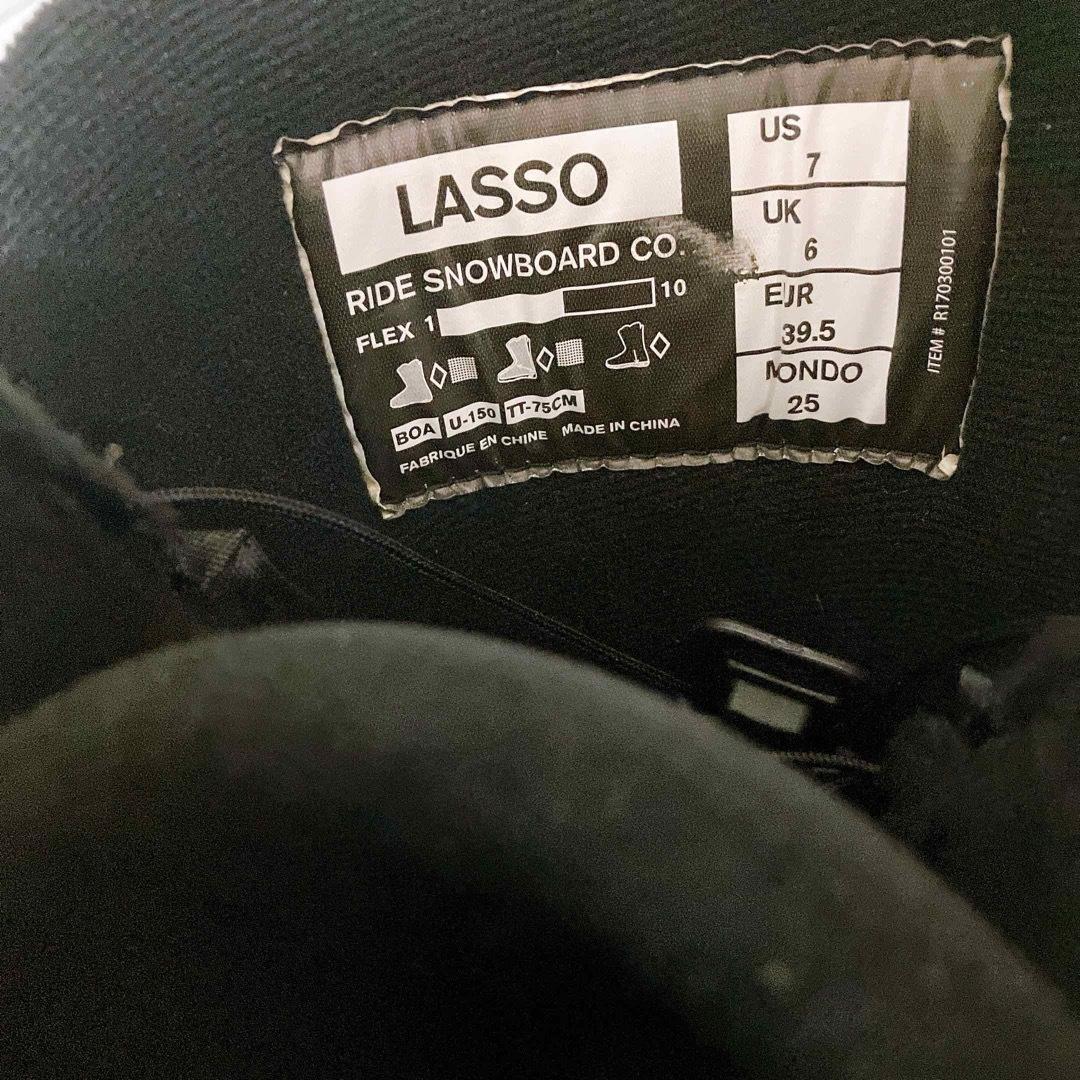 LASSO
RIDE SNOWBOARD CO.
FLEX 1 10
BOA U-150 TT-75CM
FABRIQUE EN CHINE MADE IN CHINA
US
7
UK
6
EUR
39.5
MONDO
25
ITEM# R170300101